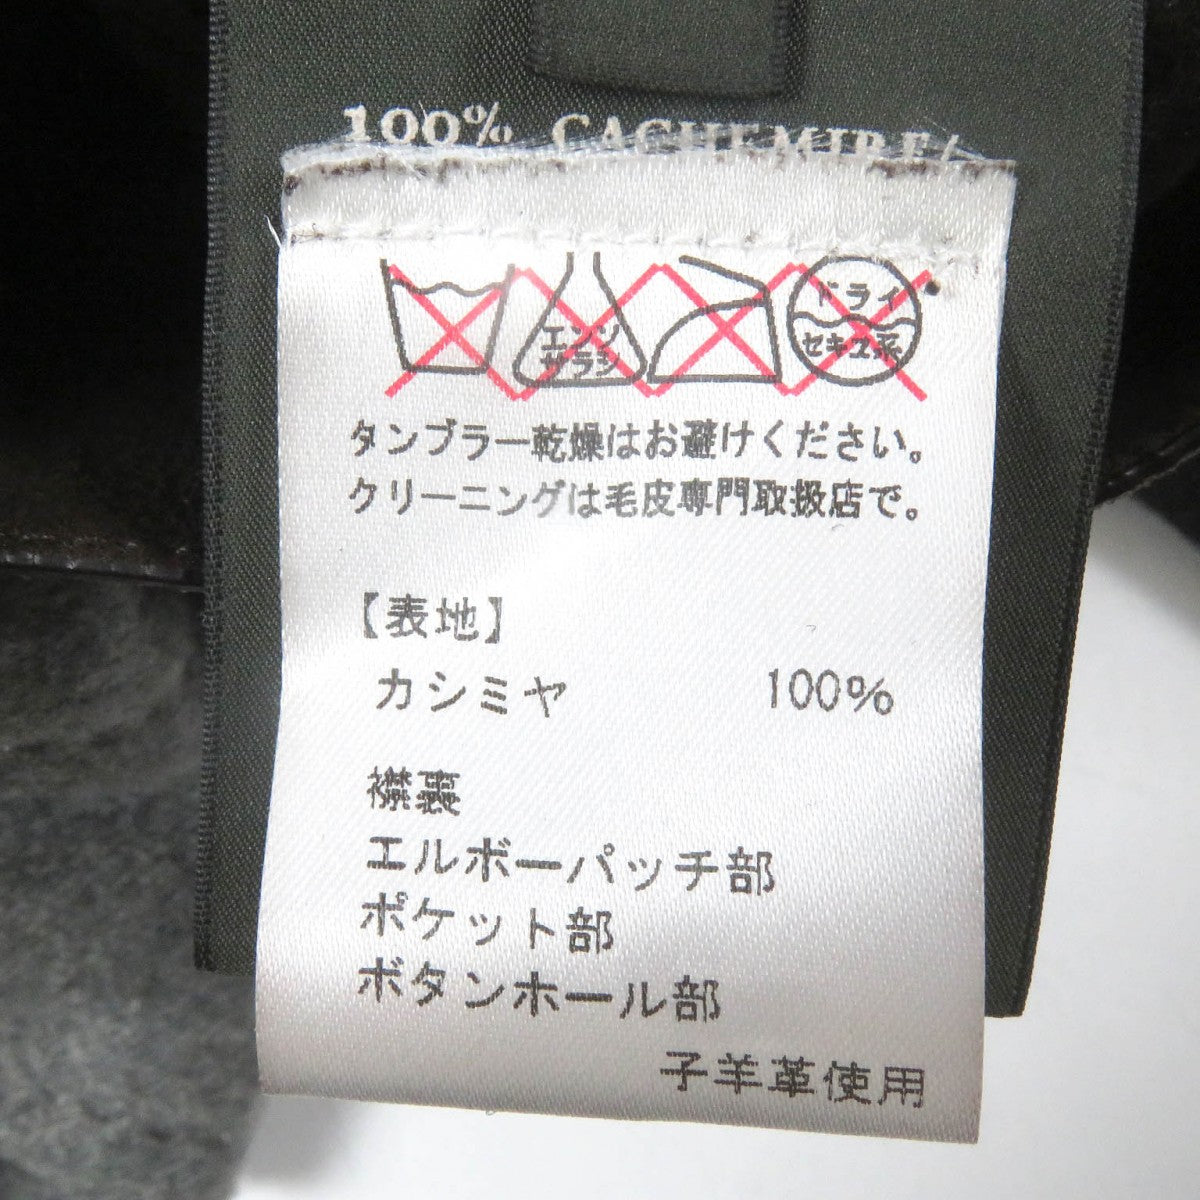 100% CACHEMIRE/
エンソ
サラシ
ドライ
セキユ系
タンブラー乾燥はお避けください。
クリーニングは毛皮専門取扱店で。
【表地】
カシミヤ 100%
襟裏
エルボーパッチ部
ポケット部
ボタンホール部
子羊革使用